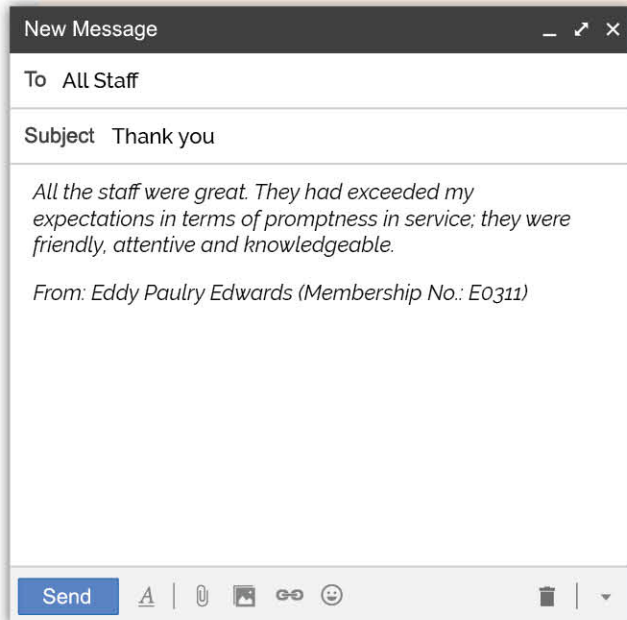 New Message
To All Staff
Subject Thank you
All the staff were great. They had exceeded my
expectations in terms of promptness in service; they were
friendly, attentive and knowledgeable.
From: Eddy Paulry Edwards (Membership No.: E0311)
Send A